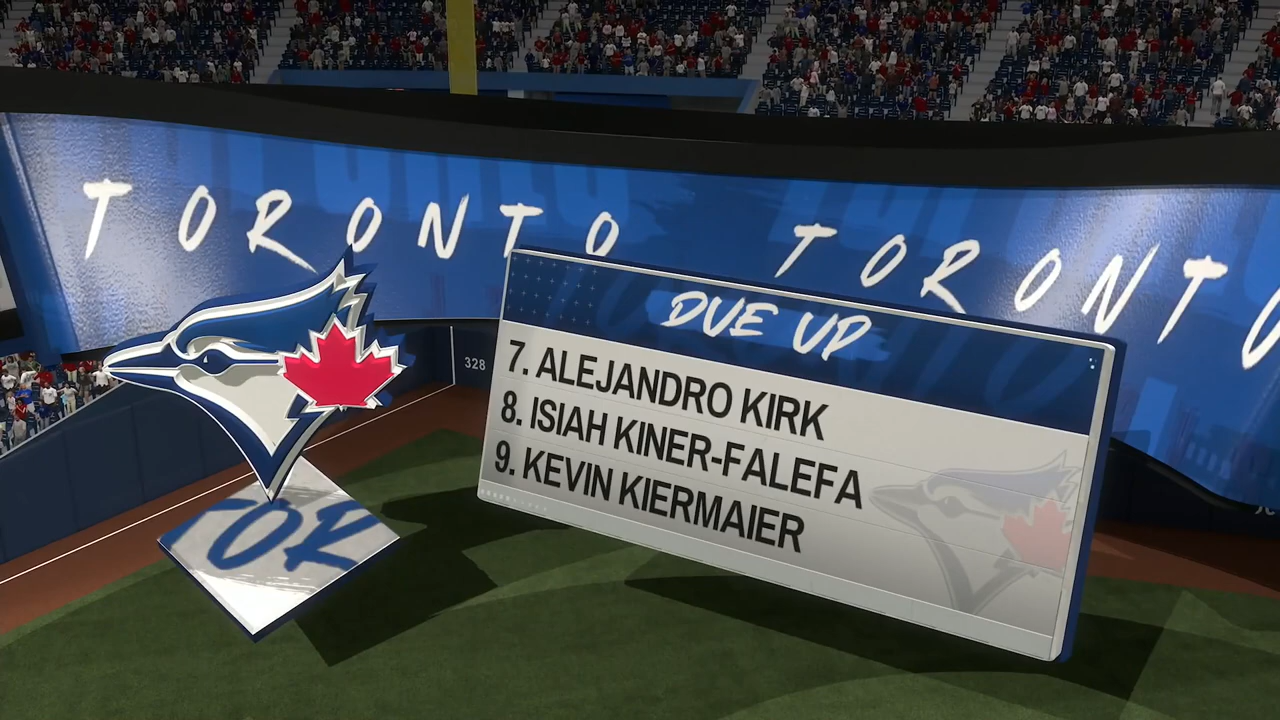 TORONTO TORONTO
328
DUE UP
7. ALEJANDRO KIRK
8. ISIAH KINER-FALEFA
9. KEVIN KIERMAIER
TOR